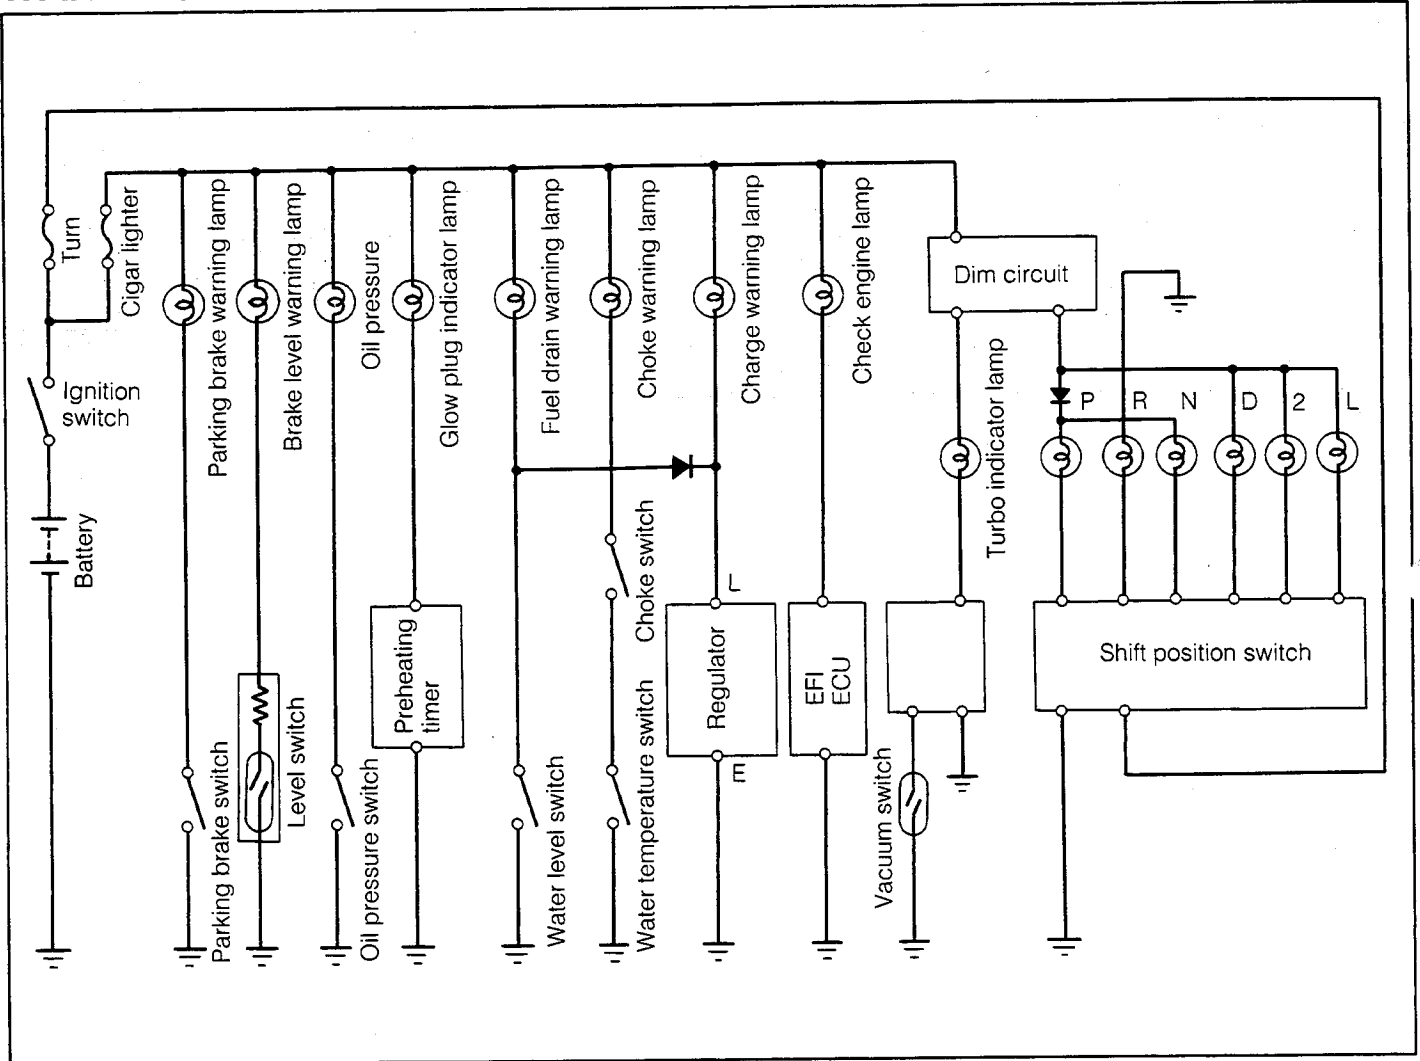 Turn
Cigar lighter
Ignition
switch
Battery
Parking brake warning lamp
Brake level warning lamp
Oil pressure
Glow plug indicator lamp
Fuel drain warning lamp
Choke warning lamp
Charge warning lamp
Check engine lamp
Dim circuit
Turbo indicator lamp
P R N D 2 L
Parking brake switch
Level switch
Oil pressure switch
Preheating
timer
Water level switch
Choke switch
Water temperature switch
L
Regulator
E
EFI
ECU
Vacuum switch
Shift position switch